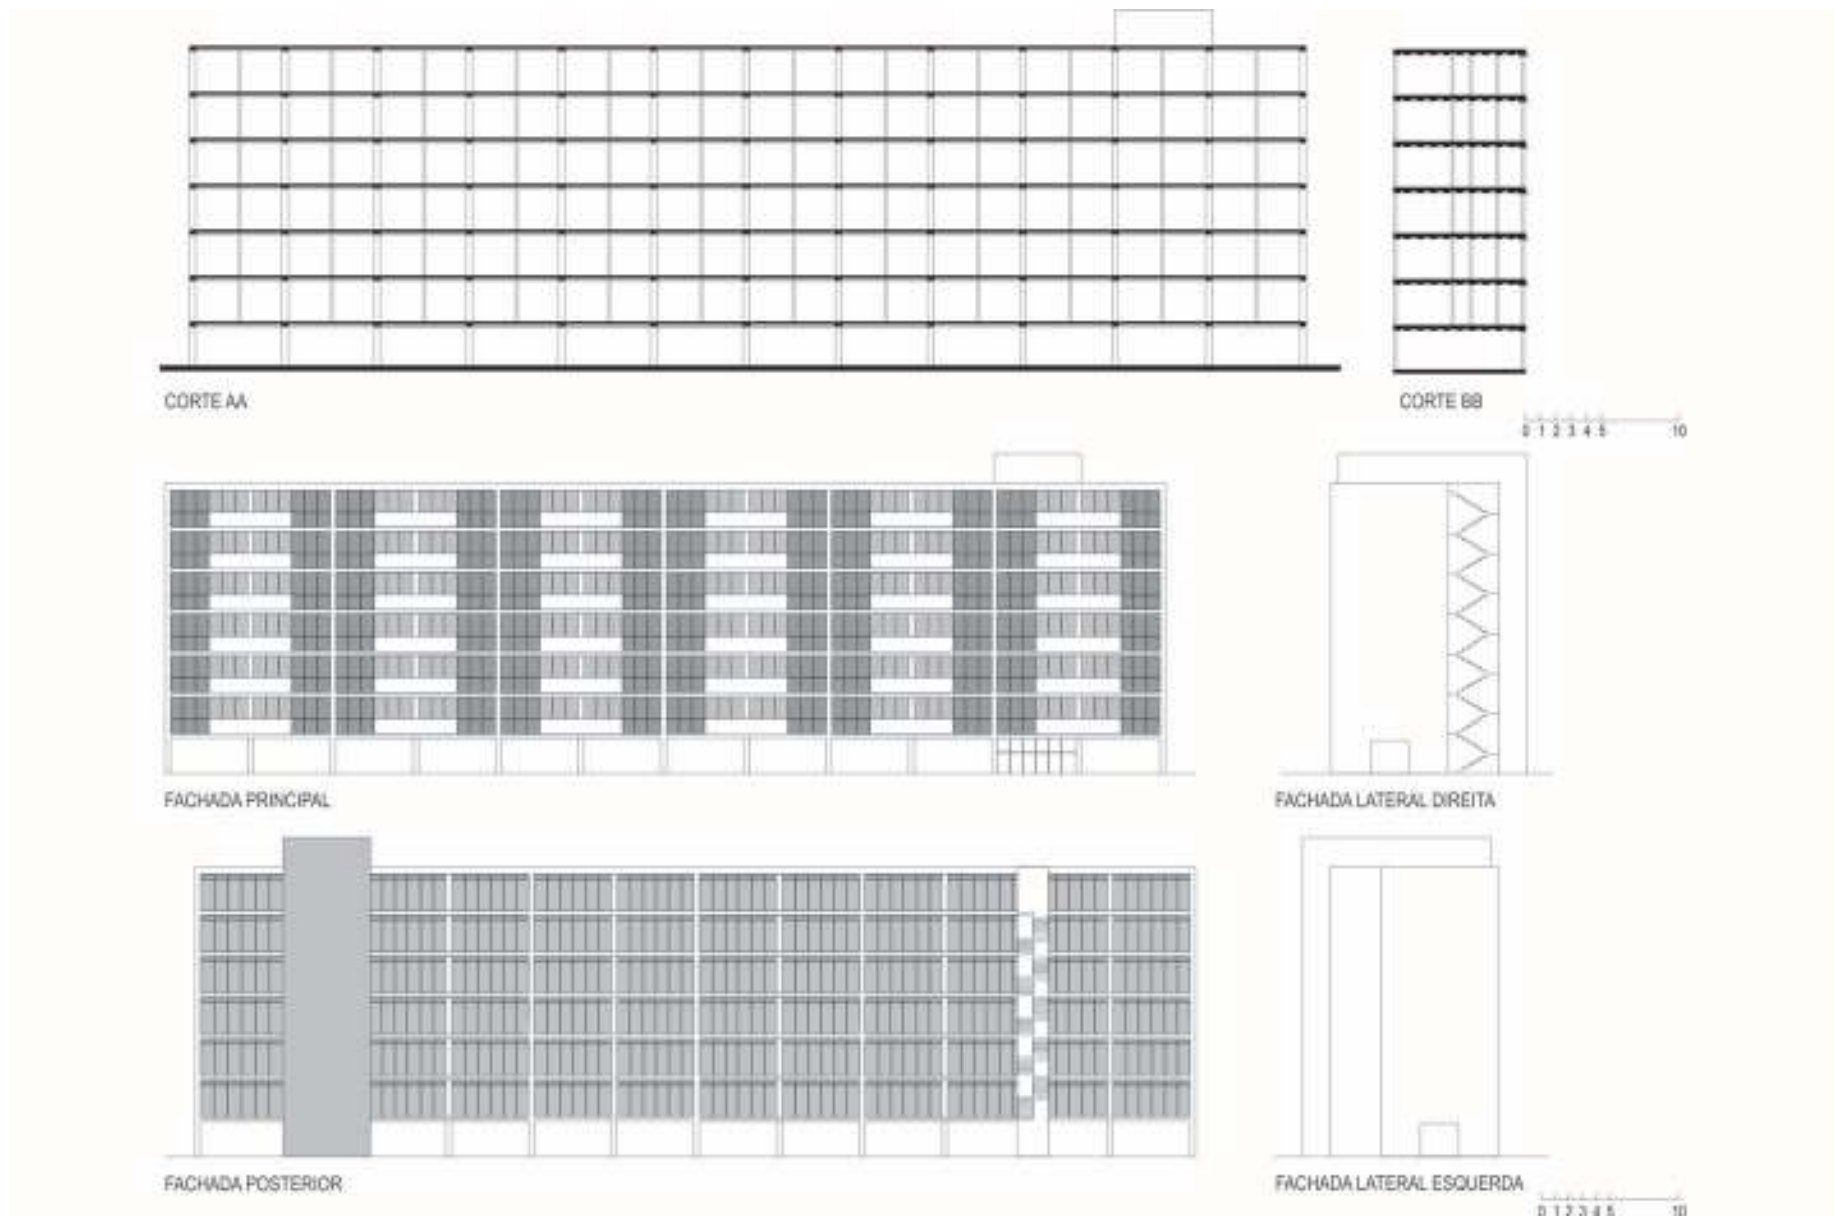 CORTE AA
CORTE BB
0 1 2 3 4 5 10
FACHADA PRINCIPAL
FACHADA LATERAL DIREITA
FACHADA POSTERIOR
FACHADA LATERAL ESQUERDA
0 1 2 3 4 5 10